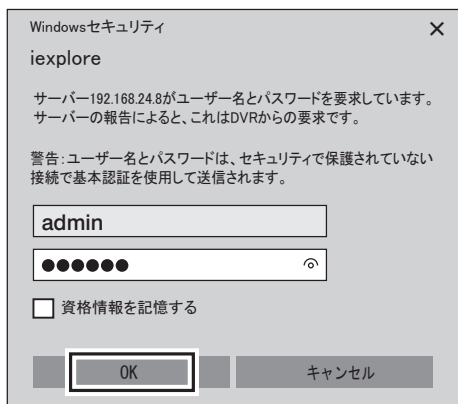 Windowsセキュリティ
iexplore
サーバー192.168.24.8がユーザー名とパスワードを要求しています。
サーバーの報告によると、これはDVRからの要求です。
警告：ユーザー名とパスワードは、セキュリティで保護されていない
接続で基本認証を使用して送信されます。
admin
●●●●●●
資格情報を記憶する
OK
キャンセル